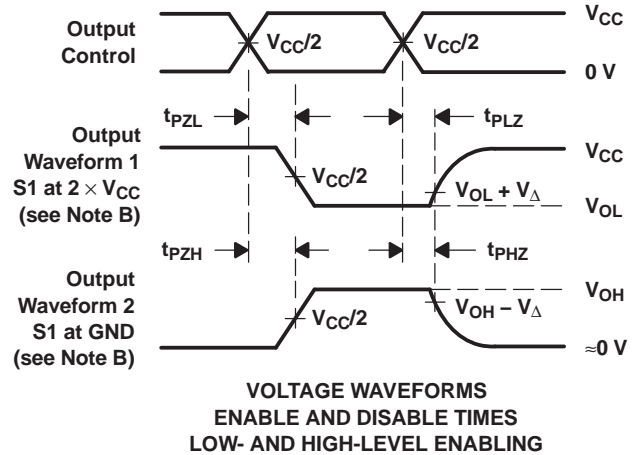 Output
Control
V_CC/2
V_CC/2
V_CC
0 V
t_PZL
t_PLZ
Output
Waveform 1
S1 at 2 × V_CC
(see Note B)
V_CC/2
V_CC
V_OL + V_Δ
V_OL
t_PZH
t_PHZ
Output
Waveform 2
S1 at GND
(see Note B)
V_CC/2
V_OH
V_OH − V_Δ
≈0 V
VOLTAGE WAVEFORMS
ENABLE AND DISABLE TIMES
LOW- AND HIGH-LEVEL ENABLING